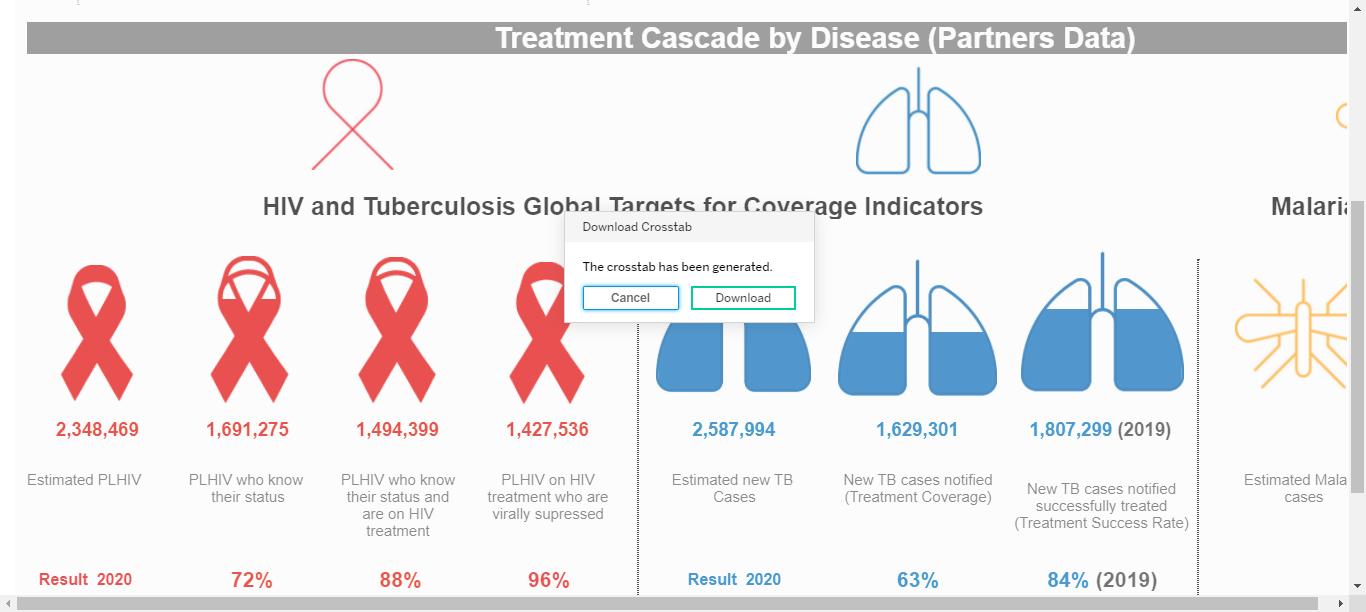 Treatment Cascade by Disease (Partners Data)
HIV and Tuberculosis Global Targets for Coverage Indicators
Download Crosstab
The crosstab has been generated.
Cancel
Download
2,348,469
1,691,275
1,494,399
1,427,536
2,587,994
1,629,301
1,807,299 (2019)
Estimated PLHIV
PLHIV who know
their status
PLHIV who know
their status and
are on HIV
treatment
PLHIV on HIV
treatment who are
virally supressed
Estimated new TB
Cases
New TB cases notified
(Treatment Coverage)
New TB cases notified
successfully treated
(Treatment Success Rate)
Estimated
cases
Result 2020
72%
88%
96%
Result 2020
63%
84% (2019)